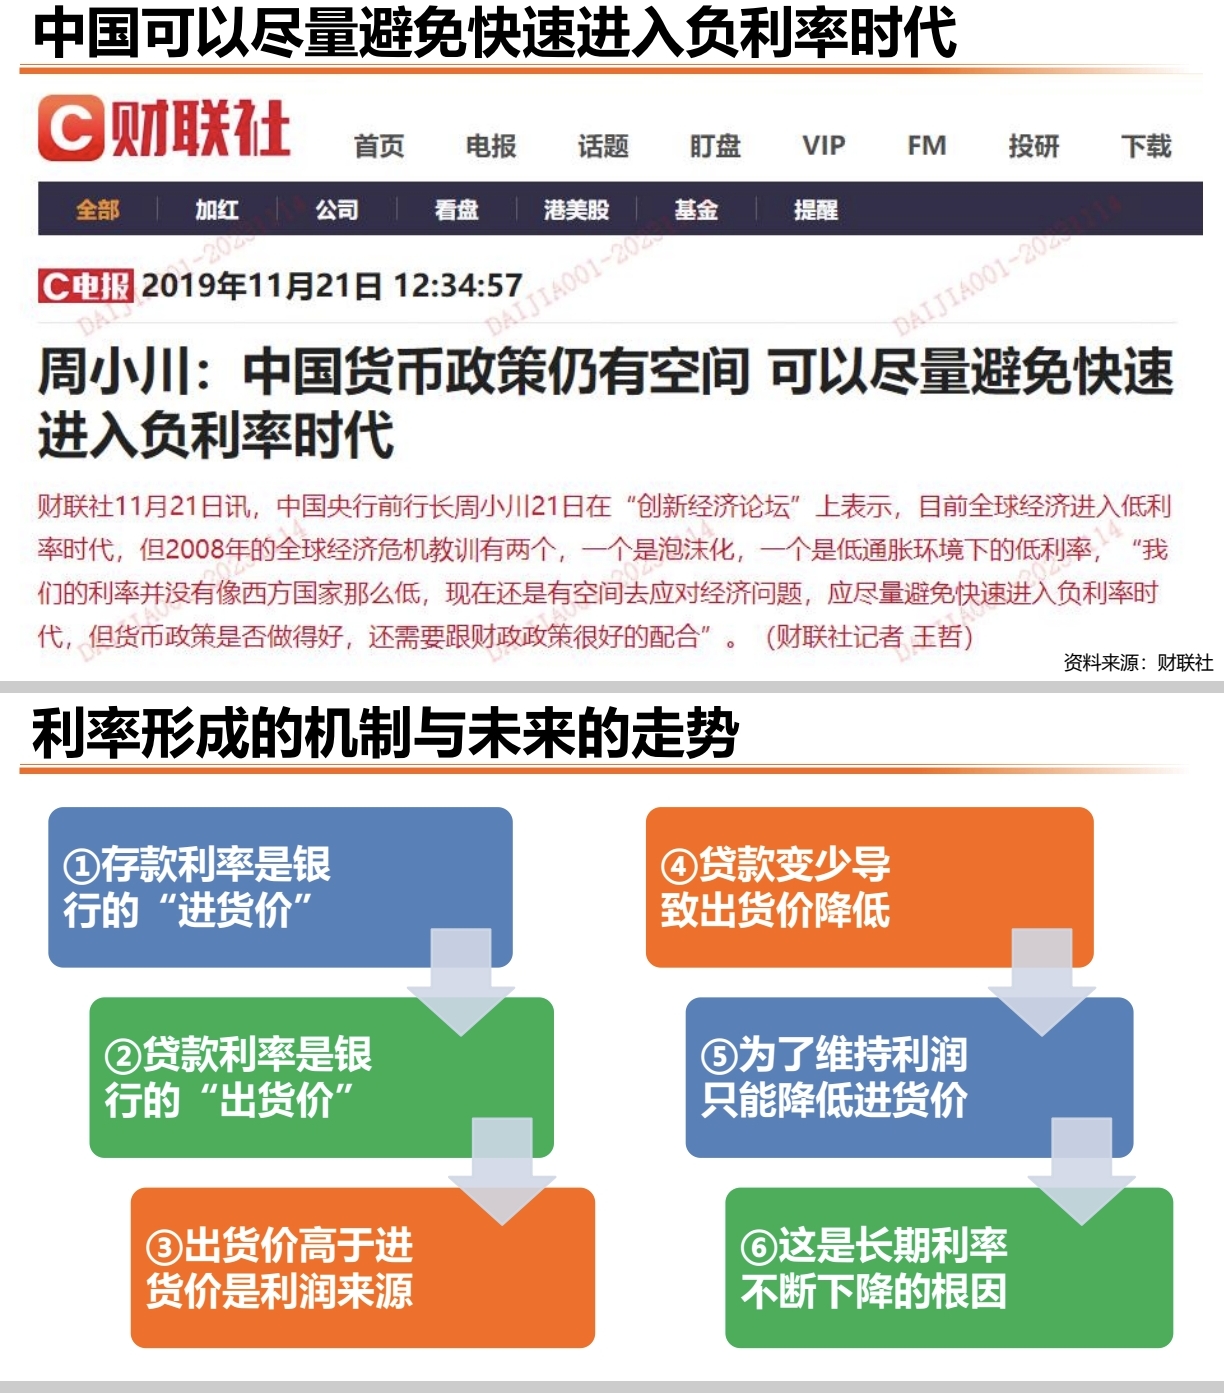 中国可以尽量避免快速进入负利率时代
C 财联社
首页 电报 话题 盯盘 VIP FM 投研 下载
全部 加红 公司 看盘 港美股 基金 提醒
C电报 2019年11月21日 12:34:57
周小川：中国货币政策仍有空间 可以尽量避免快速
进入负利率时代
财联社11月21日讯，中国央行前行长周小川21日在“创新经济论坛”上表示，目前全球经济进入低利
率时代，但2008年的全球经济危机教训有两个，一个是泡沫化，一个是低通胀环境下的低利率，“我
们的利率并没有像西方国家那么低，现在还是有空间去应对经济问题，应尽量避免快速进入负利率时
代，但货币政策是否做得好，还需要跟财政政策很好的配合”。（财联社记者 王哲）
资料来源：财联社
利率形成的机制与未来的走势
①存款利率是银
行的“进货价”
②贷款利率是银
行的“出货价”
③出货价高于进
货价是利润来源
④贷款变少导
致出货价降低
⑤为了维持利润
只能降低进货价
⑥这是长期利率
不断下降的根因